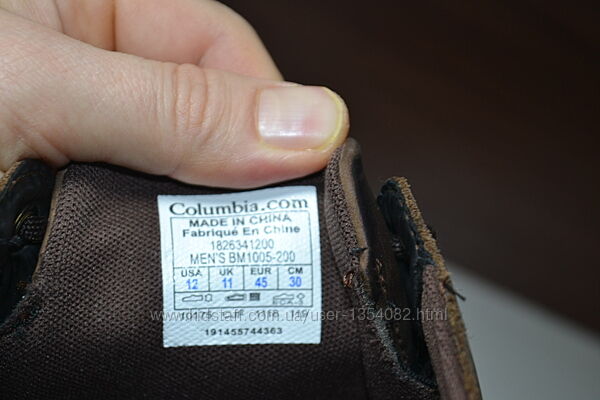 Columbia.com
MADE IN CHINA
Fabriqué En Chine
1826341200
MEN'S BM1005-200
USA UK EUR CM
12 11 45 30
191455744363